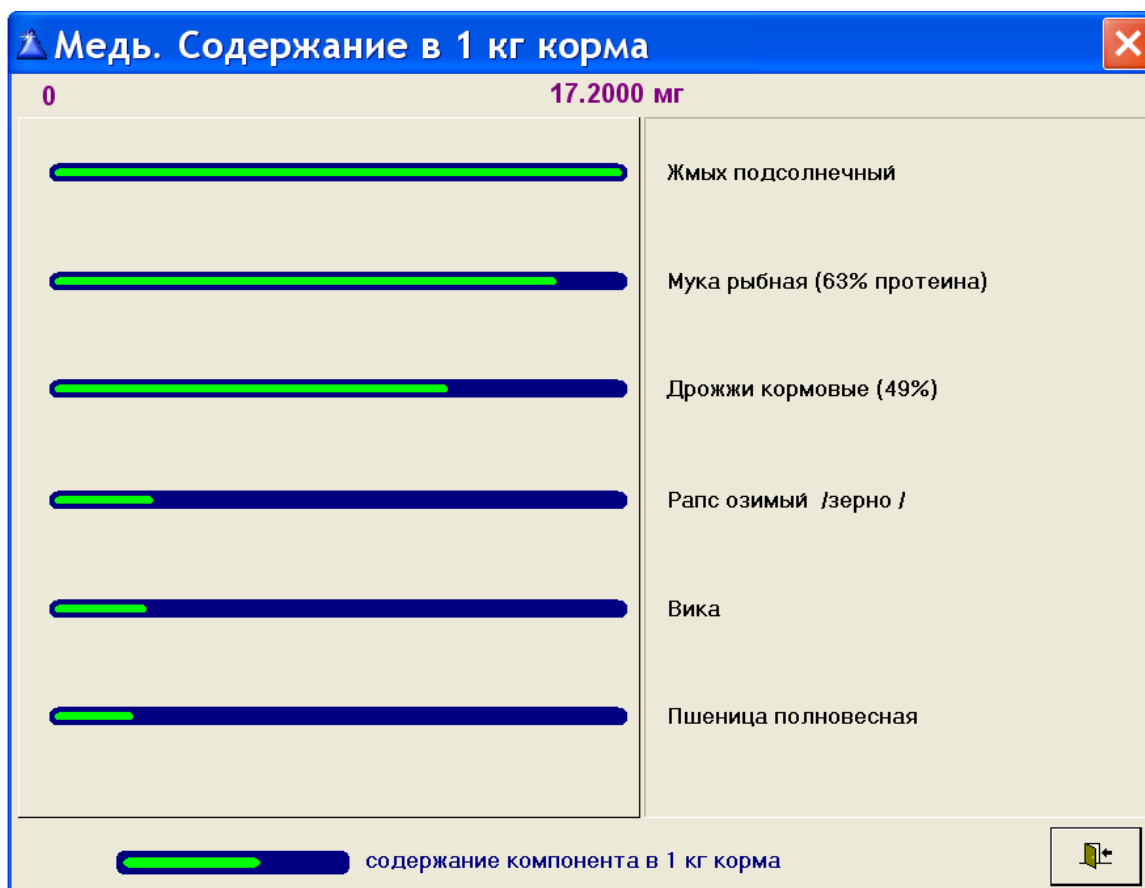 Медь. Содержание в 1 кг корма
0 17.2000 мг
Жмых подсолнечный
Мука рыбная (63% протеина)
Дрожжи кормовые (49%)
Рапс озимый /зерно /
Вика
Пшеница полновесная
содержание компонента в 1 кг корма